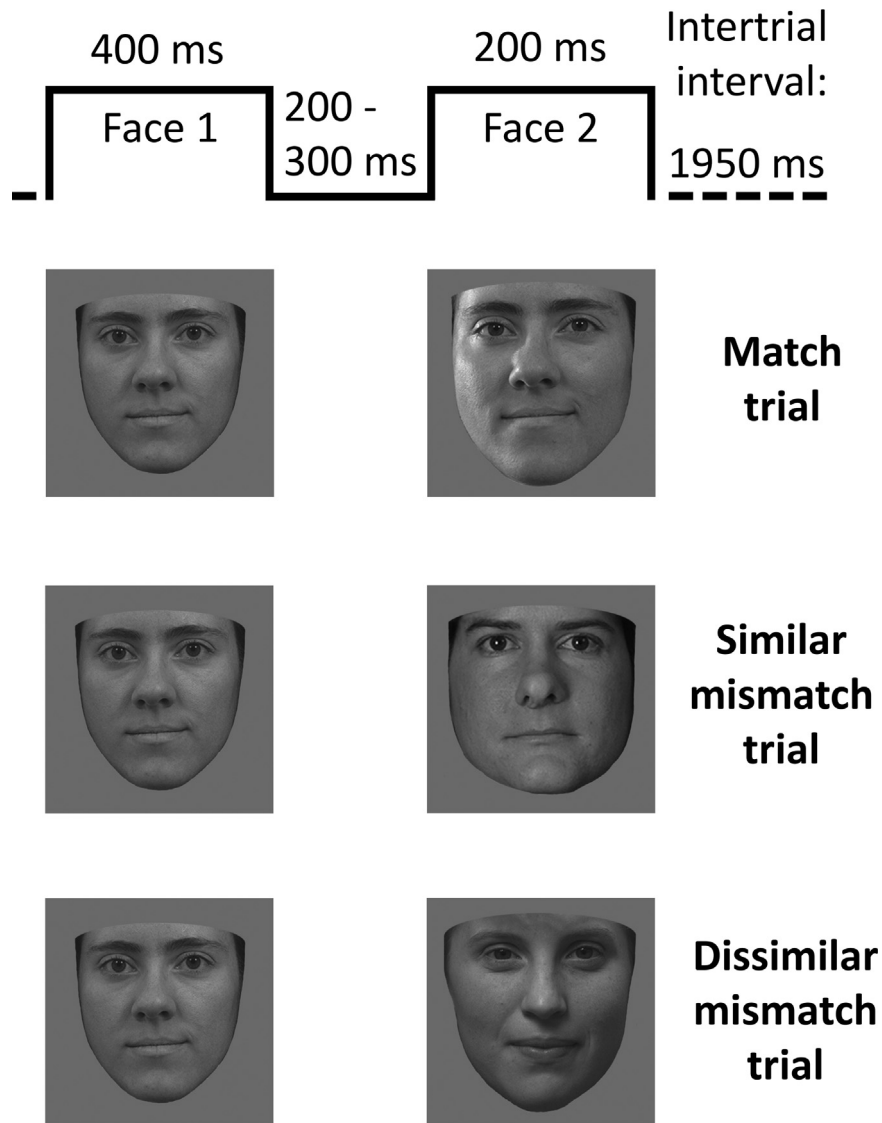 400 ms
200 ms
Intertrial
interval:
Face 1
200 -
300 ms
Face 2
1950 ms
Match
trial
Similar
mismatch
trial
Dissimilar
mismatch
trial